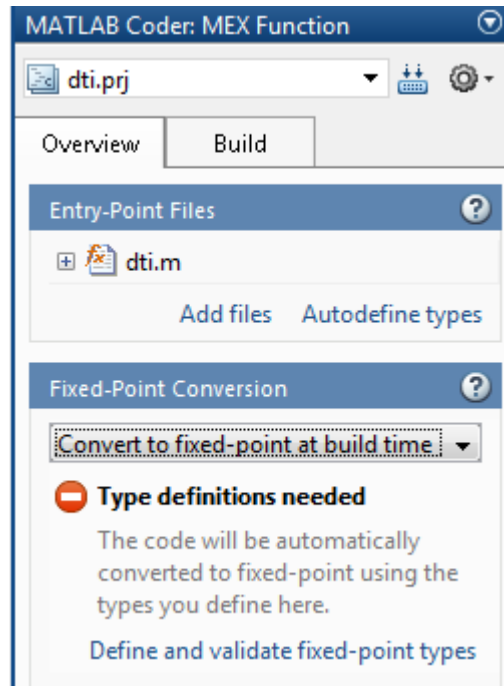 MATLAB Coder: MEX Function
dti.prj
Overview Build
Entry-Point Files ?
dti.m
Add files Autodefine types
Fixed-Point Conversion ?
Convert to fixed-point at build time
Type definitions needed
The code will be automatically
converted to fixed-point using the
types you define here.
Define and validate fixed-point types